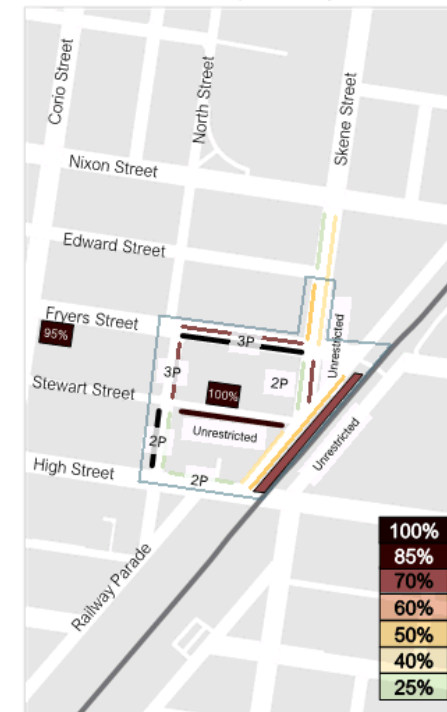 Corio Street
North Street
Skene Street
Nixon Street
Edward Street
Fryers Street
95%
3P
Unrestricted
Stewart Street
3P
2P
100%
2P
Unrestricted
Unrestricted
High Street
2P
Railway Parade
100%
85%
70%
60%
50%
40%
25%